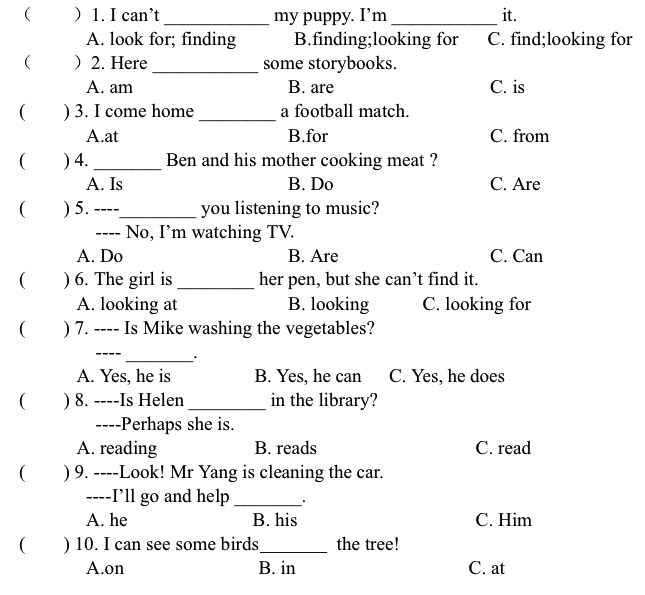 （ ）1. I can’t ___________ my puppy. I’m ___________ it.
A. look for; finding B.finding;looking for C. find;looking for
（ ）2. Here ___________ some storybooks.
A. am B. are C. is
( ) 3. I come home ________ a football match.
A.at B.for C. from
( ) 4. _______ Ben and his mother cooking meat ?
A. Is B. Do C. Are
( ) 5. ----________ you listening to music?
---- No, I’m watching TV.
A. Do B. Are C. Can
( ) 6. The girl is ________ her pen, but she can’t find it.
A. looking at B. looking C. looking for
( ) 7. ---- Is Mike washing the vegetables?
---- _______.
A. Yes, he is B. Yes, he can C. Yes, he does
( ) 8. ----Is Helen ________ in the library?
----Perhaps she is.
A. reading B. reads C. read
( ) 9. ----Look! Mr Yang is cleaning the car.
----I’ll go and help _______.
A. he B. his C. Him
( ) 10. I can see some birds_______ the tree!
A.on B. in C. at